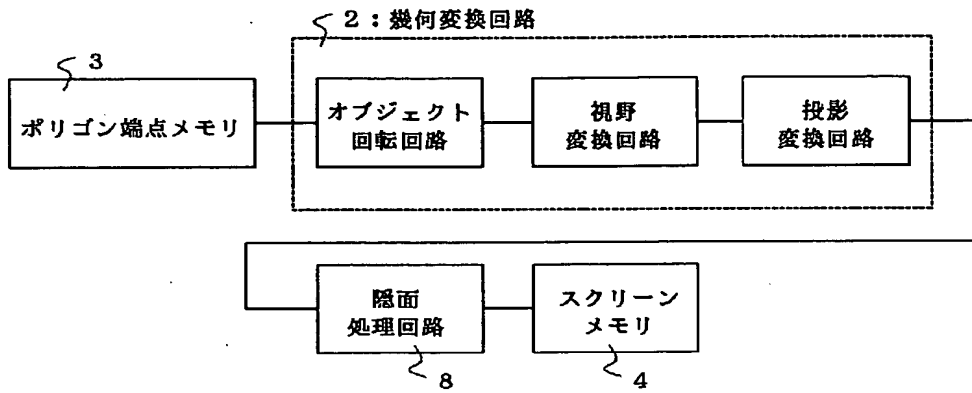 2：幾何変換回路
3
ポリゴン端点メモリ
オブジェクト
回転回路
視野
変換回路
投影
変換回路
隠面
処理回路
スクリーン
メモリ
8
4